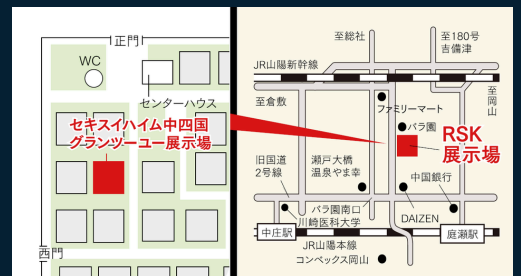 正門
WC
センターハウス
セキスイハイム中四国
グランツーユー展示場
西門
至総社
至180号
吉備津
JR山陽新幹線
至倉敷
至岡山
ファミリーマート
バラ園
RSK
展示場
旧国道
2号線
瀬戸大橋
温泉やま幸
中国銀行
バラ園南口
川崎医科大学
DAIZEN
中庄駅
庭瀬駅
JR山陽本線
コンベックス岡山